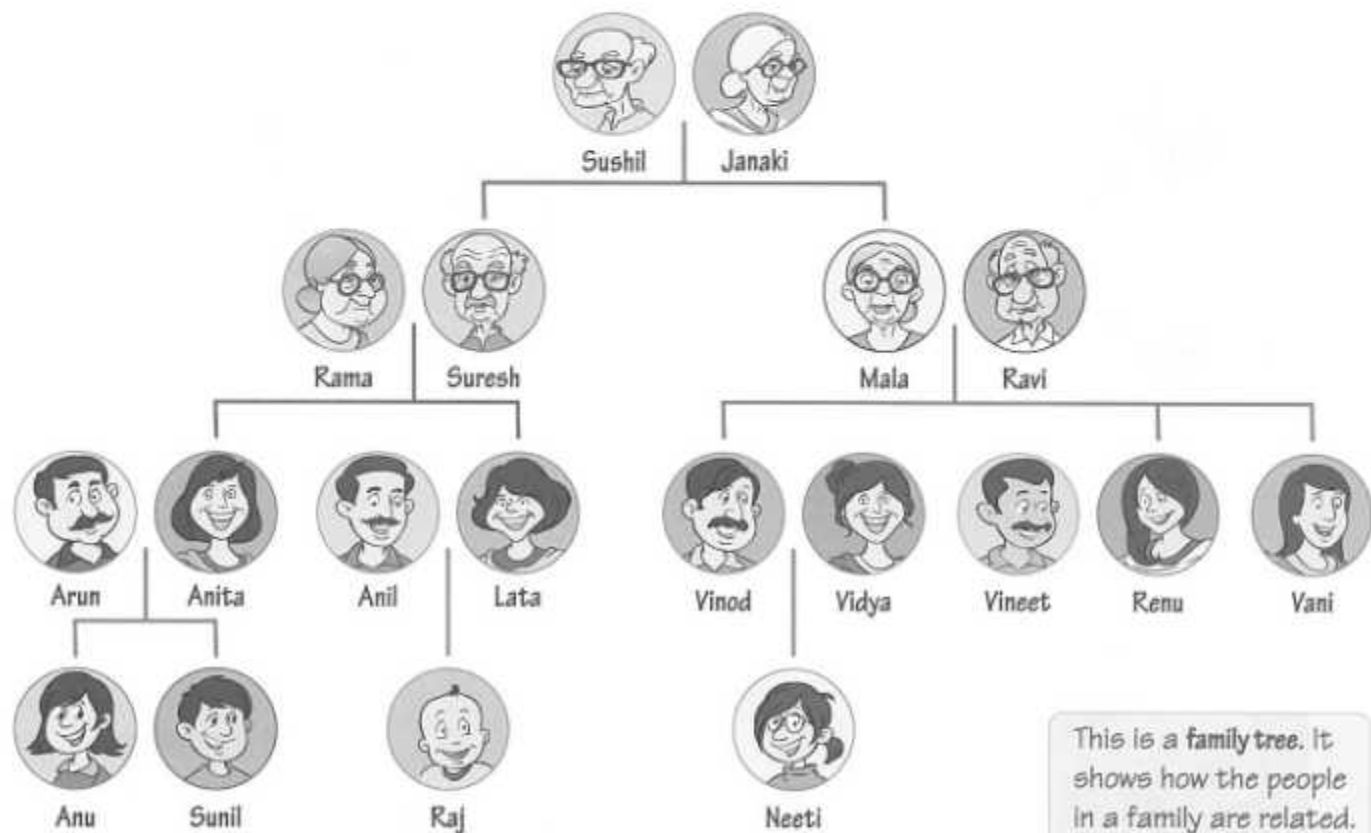 Sushil Janaki
Rama Suresh Mala Ravi
Arun Anita Anil Lata Vinod Vidya Vineet Renu Vani
Anu Sunil Raj Neeti
This is a family tree. It
shows how the people
in a family are related.